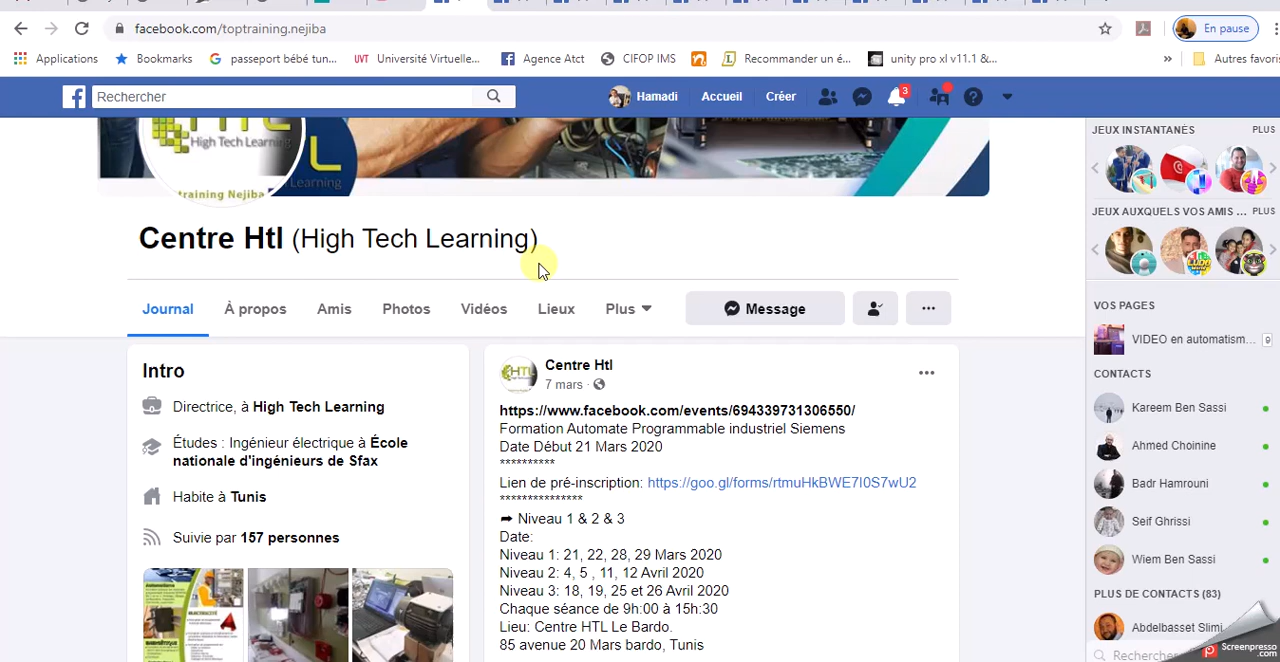 facebook.com/toptraining.nejiba
En pause
Applications
Bookmarks
passeport bébé tun...
UVT Université Virtuelle...
Agence Atct
CIFOP IMS
Recommander un é...
unity pro xl v11.1 &...
»
Autres favoris
Rechercher
Hamadi
Accueil
Créer
3
High Tech Learning
training Nejiba
Centre Htl (High Tech Learning)
Journal
À propos
Amis
Photos
Vidéos
Lieux
Plus
Message
Intro
Directrice, à High Tech Learning
Études : Ingénieur électrique à École
nationale d'ingénieurs de Sfax
Habite à Tunis
Suivie par 157 personnes
Centre Htl
7 mars ·
https://www.facebook.com/events/694339731306550/
Formation Automate Programmable industriel Siemens
Date Début 21 Mars 2020
**********
Lien de pré-inscription: https://goo.gl/forms/rtmuHkBWE7I0S7wU2
***************
➡ Niveau 1 & 2 & 3
Date:
Niveau 1: 21, 22, 28, 29 Mars 2020
Niveau 2: 4, 5 , 11, 12 Avril 2020
Niveau 3: 18, 19, 25 et 26 Avril 2020
Chaque séance de 9h:00 à 15h:30
Lieu: Centre HTL Le Bardo.
85 avenue 20 Mars Bardo, Tunis
JEUX INSTANTANÉS
PLUS
JEUX AUXQUELS VOS AMIS ...
PLUS
VOS PAGES
VIDEO en automatism...
0
CONTACTS
Kareem Ben Sassi
Ahmed Choinine
Badr Hamrouni
Seif Ghrissi
Wiem Ben Sassi
PLUS DE CONTACTS (83)
Abdelbasset Slimi
Rechercher
Screenpresso
.com